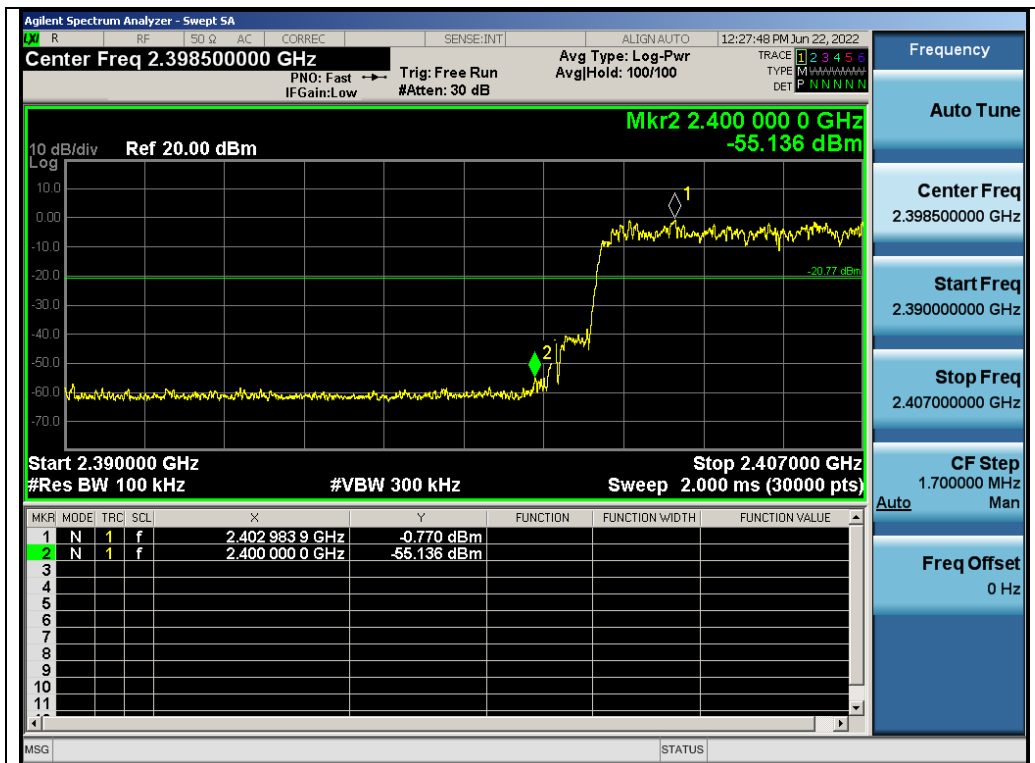 Agilent Spectrum Analyzer - Swept SA
LXI R RF 50 Ω AC CORREC SENSE:INT ALIGN AUTO 12:27:48 PM Jun 22, 2022
Center Freq 2.398500000 GHz
PNO: Fast
IFGain:Low
Trig: Free Run
#Atten: 30 dB
Avg Type: Log-Pwr
Avg|Hold: 100/100
TRACE 1 2 3 4 5 6
TYPE M WWWWW
DET P N N N N N
Mkr2 2.400 000 0 GHz
-55.136 dBm
10 dB/div Ref 20.00 dBm
Log
10.0
0.00
-10.0
-20.0
-30.0
-40.0
-50.0
-60.0
-70.0
1
-20.77 dBm
2
Start 2.390000 GHz Stop 2.407000 GHz
#Res BW 100 kHz #VBW 300 kHz Sweep 2.000 ms (30000 pts)
MKR MODE TRC SCL X Y FUNCTION FUNCTION WIDTH FUNCTION VALUE
1 N 1 f 2.402 983 9 GHz -0.770 dBm
2 N 1 f 2.400 000 0 GHz -55.136 dBm
3
4
5
6
7
8
9
10
11
MSG STATUS
Frequency
Auto Tune
Center Freq
2.398500000 GHz
Start Freq
2.390000000 GHz
Stop Freq
2.407000000 GHz
CF Step
1.700000 MHz
Auto Man
Freq Offset
0 Hz